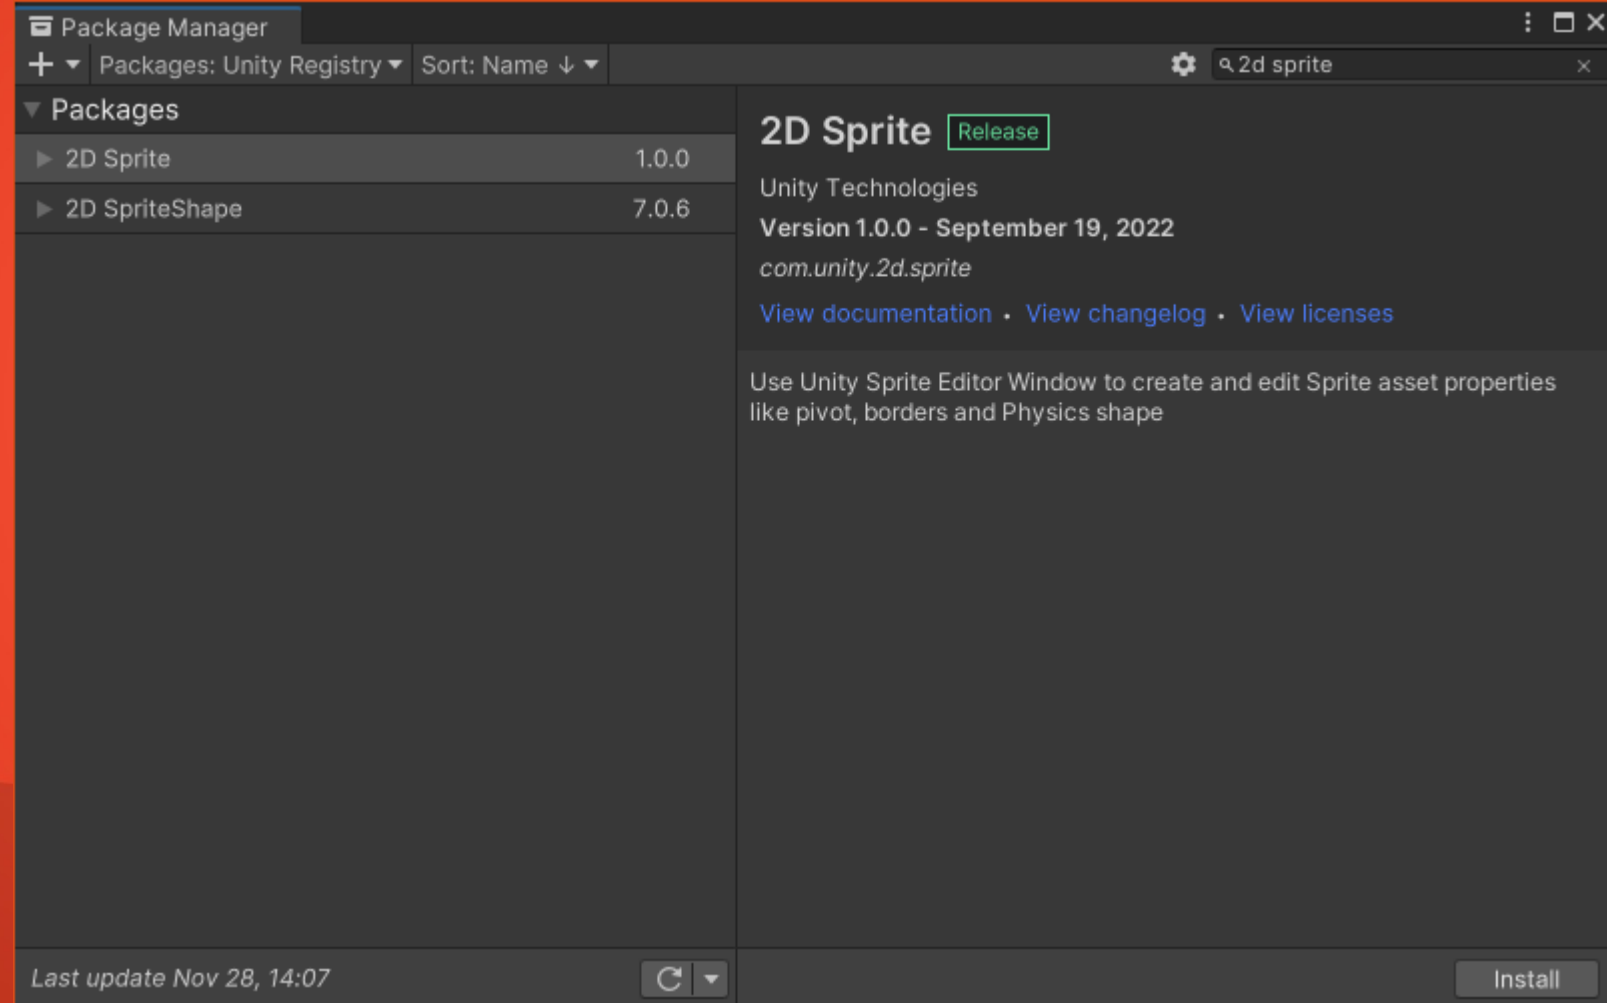 Package Manager
Packages: Unity Registry
Sort: Name ↓
2d sprite
Packages
2D Sprite 1.0.0
2D SpriteShape 7.0.6
2D Sprite Release
Unity Technologies
Version 1.0.0 - September 19, 2022
com.unity.2d.sprite
View documentation • View changelog • View licenses
Use Unity Sprite Editor Window to create and edit Sprite asset properties
like pivot, borders and Physics shape
Last update Nov 28, 14:07
Install